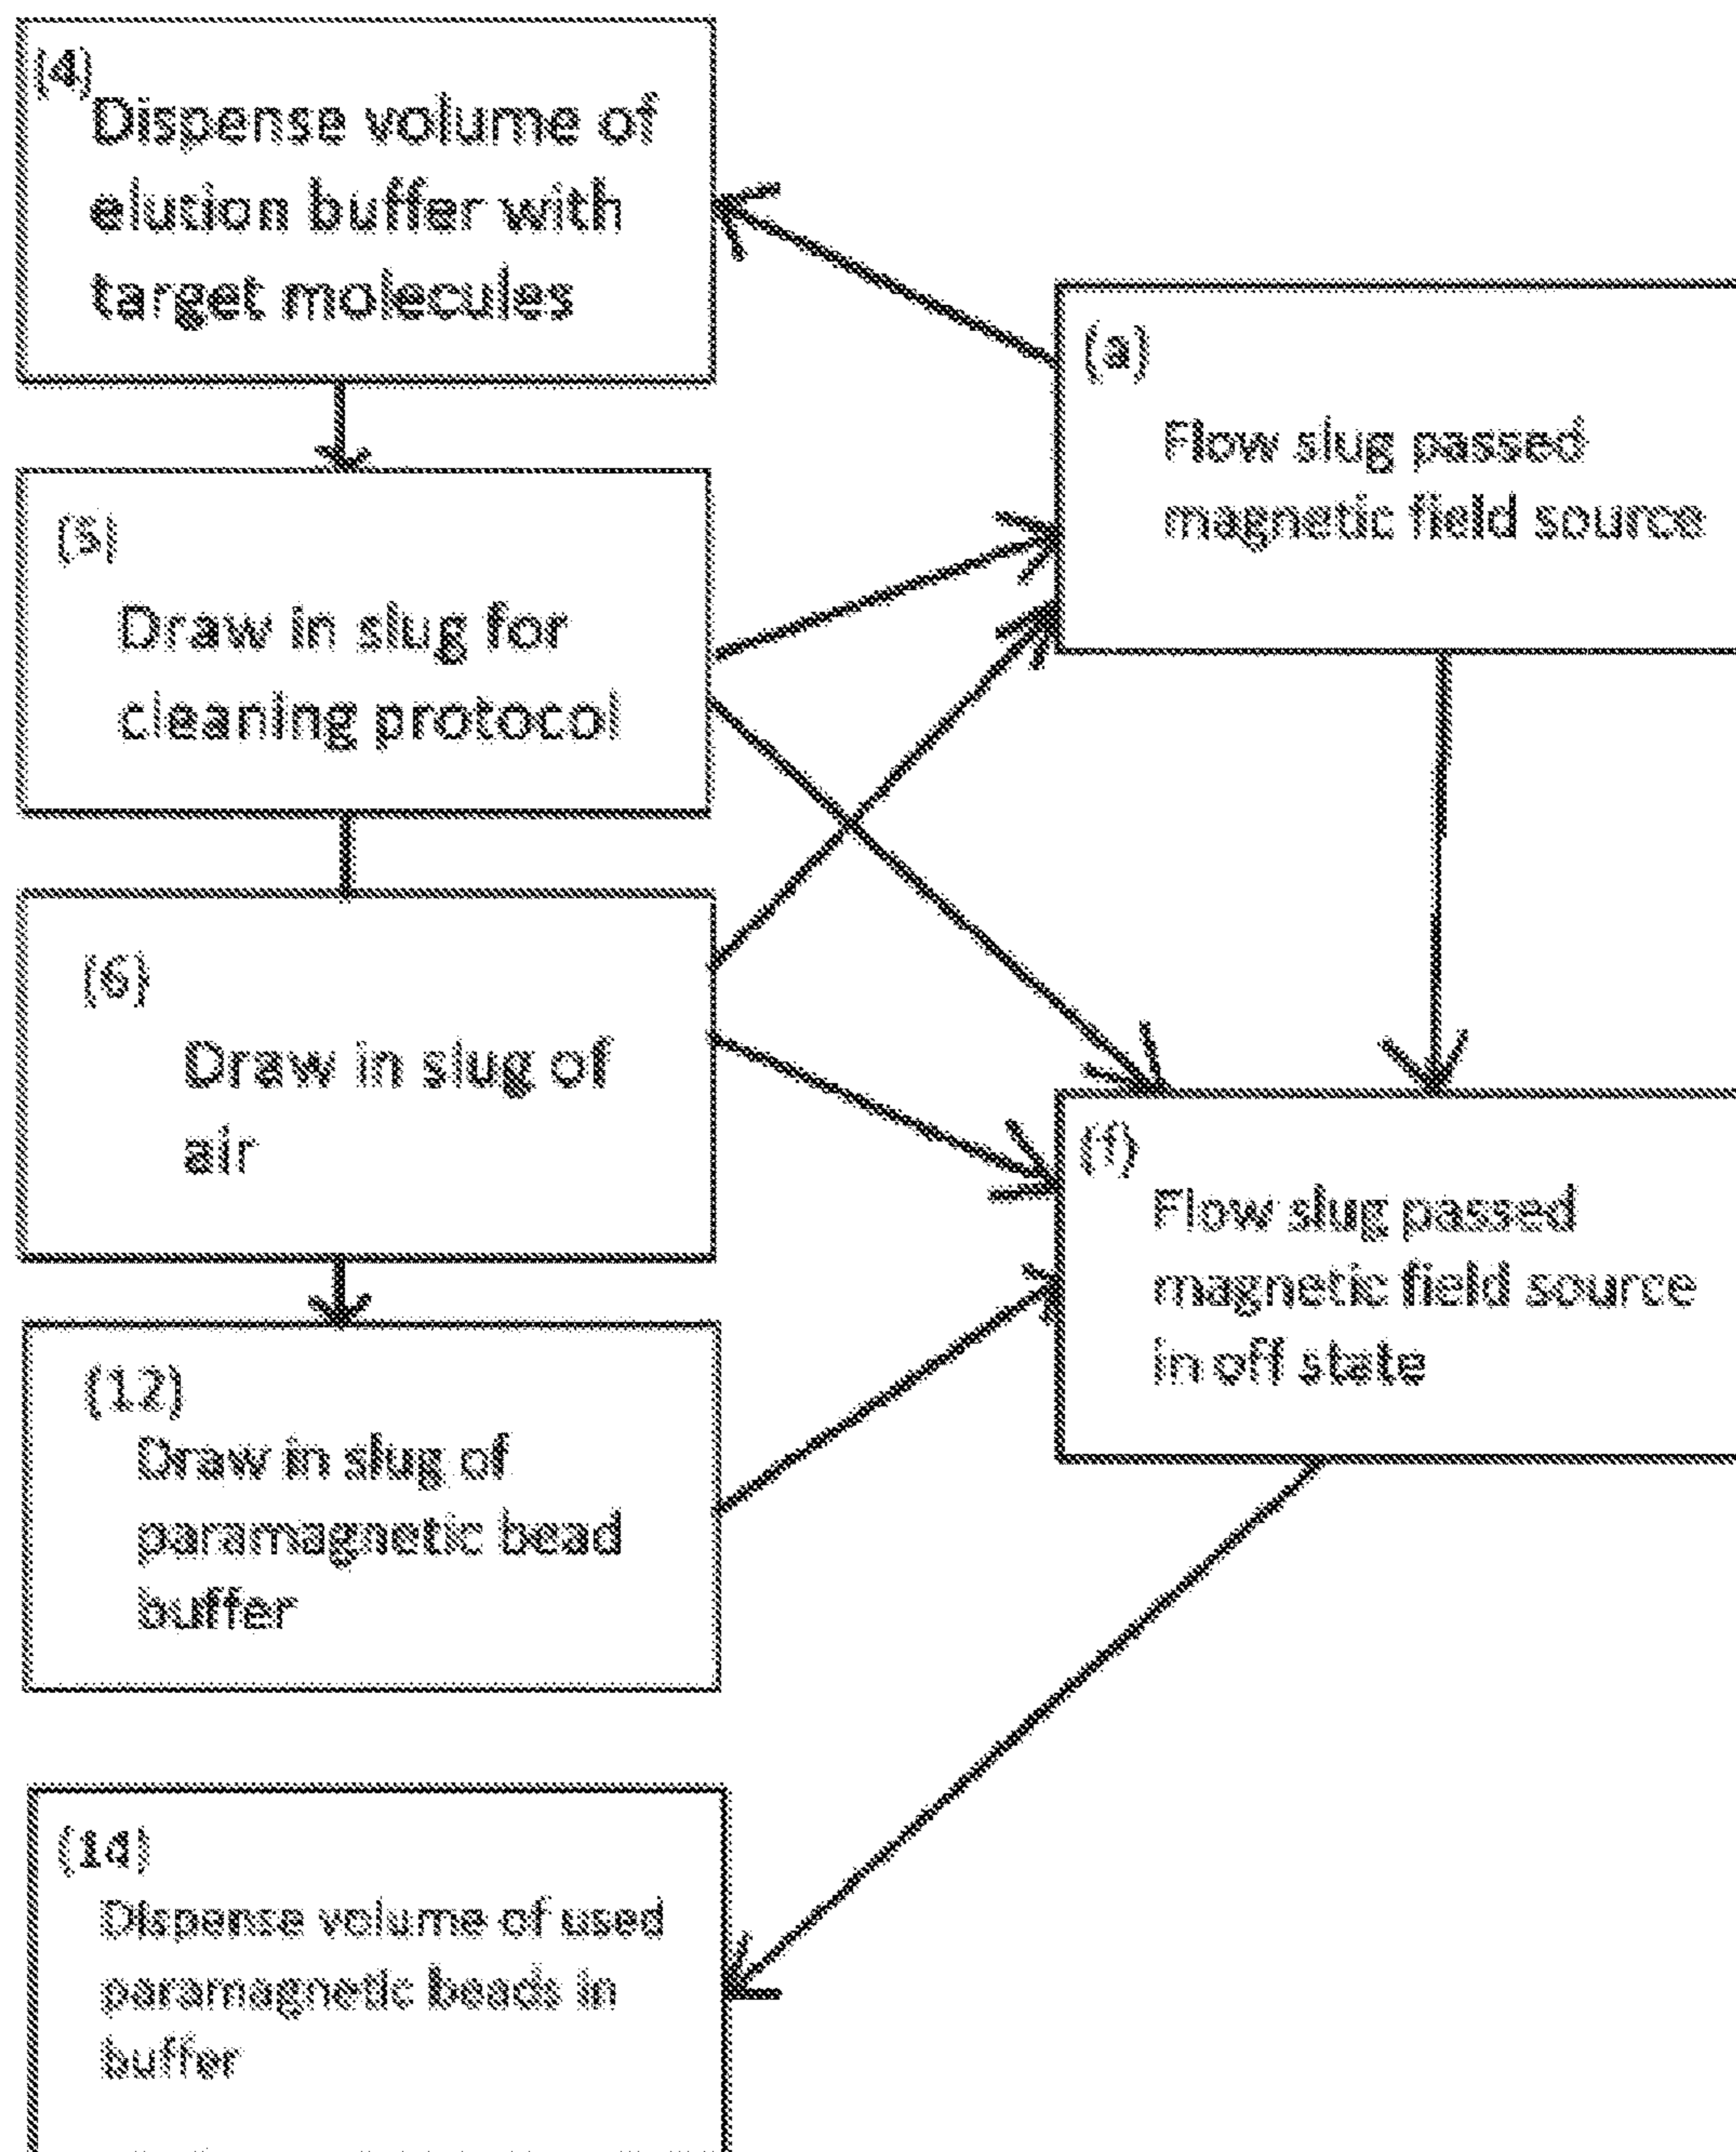 (4)
Dispense volume of
elution buffer with
target molecules
(a)
Flow slug passed
magnetic field source
(5)
Draw in slug for
cleaning protocol
(6)
Draw in slug of
air
(f)
Flow slug passed
magnetic field source
in off state
(12)
Draw in slug of
paramagnetic bead
buffer
(14)
Dispense volume of used
paramagnetic beads in
buffer